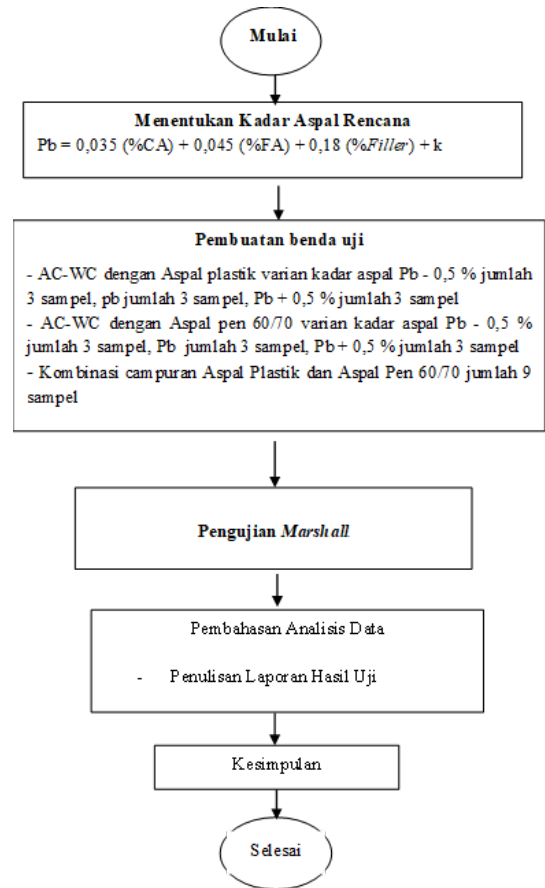 Mulai
Menentukan Kadar Aspal Rencana
Pb = 0,035 (%CA) + 0,045 (%FA) + 0,18 (%Filler) + k
Pembuatan benda uji
- AC-WC dengan Aspal plastik varian kadar aspal Pb - 0,5 % jumlah
3 sampel, pb jumlah 3 sampel, Pb + 0,5 % jumlah 3 sampel
- AC-WC dengan Aspal pen 60/70 varian kadar aspal Pb - 0,5 %
jumlah 3 sampel, Pb jumlah 3 sampel, Pb + 0,5 % jumlah 3 sampel
- Kombinasi campuran Aspal Plastik dan Aspal Pen 60/70 jumlah 9
sampel
Pengujian Marshall
Pembahasan Analisis Data
- Penulisan Laporan Hasil Uji
Kesimpulan
Selesai